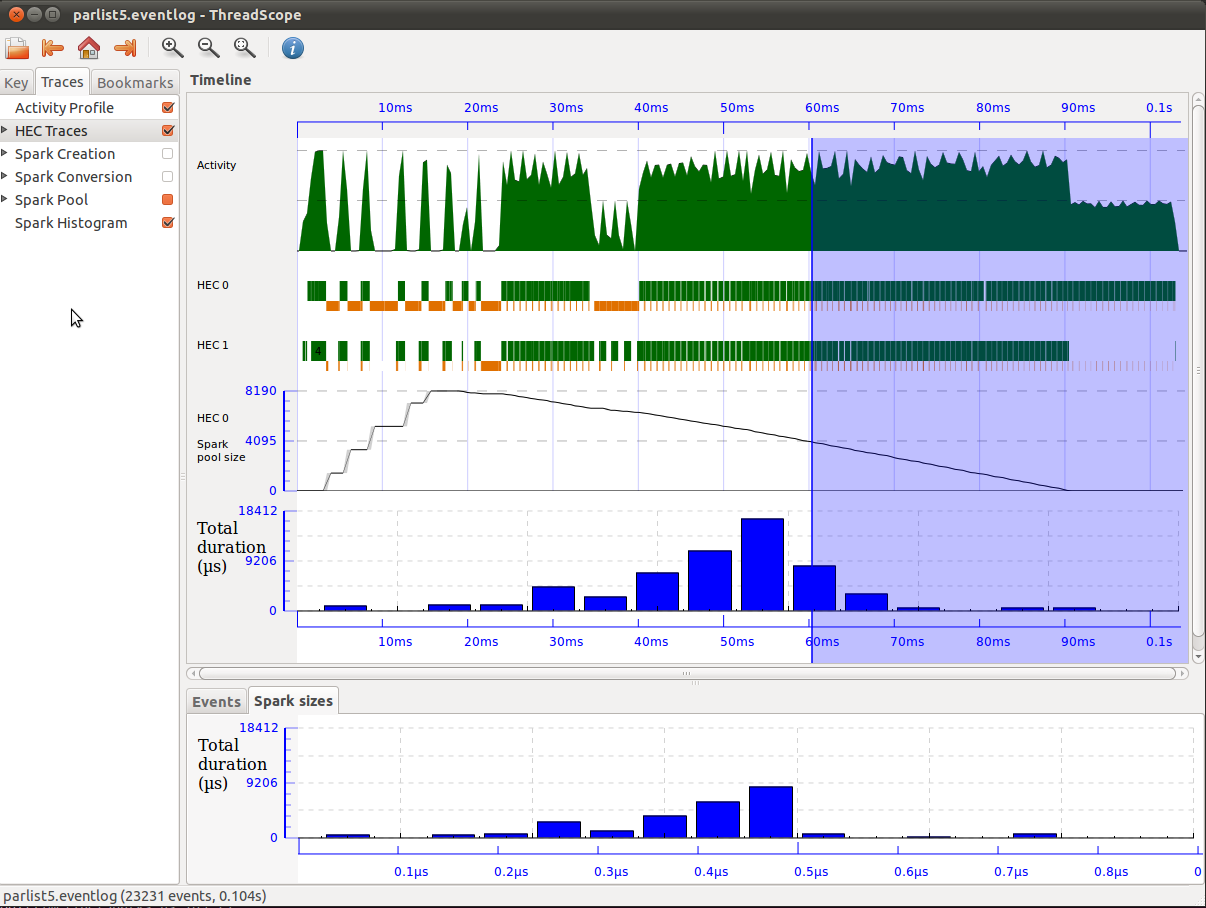 parlist5.eventlog - ThreadScope
Key Traces Bookmarks
Activity Profile
HEC Traces
Spark Creation
Spark Conversion
Spark Pool
Spark Histogram
Timeline
10ms 20ms 30ms 40ms 50ms 60ms 70ms 80ms 90ms 0.1s
Activity
HEC 0
HEC 1
4
HEC 0
Spark
pool size
8190
4095
0
Total
duration
(µs)
18412
9206
0
10ms 20ms 30ms 40ms 50ms 60ms 70ms 80ms 90ms 0.1s
Events Spark sizes
Total
duration
(µs)
18412
9206
0
0.1µs 0.2µs 0.3µs 0.4µs 0.5µs 0.6µs 0.7µs 0.8µs 0
parlist5.eventlog (23231 events, 0.104s)